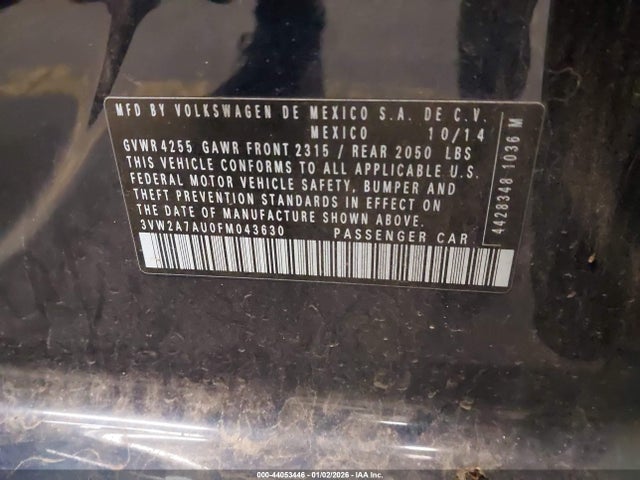 MFD BY VOLKSWAGEN DE MEXICO S.A. DE C.V.
MEXICO 10/14
GVWR 4255 GAWR FRONT 2315 / REAR 2050 LBS
THIS VEHICLE CONFORMS TO ALL APPLICABLE U.S.
FEDERAL MOTOR VEHICLE SAFETY, BUMPER AND
THEFT PREVENTION STANDARDS IN EFFECT ON THE
DATE OF MANUFACTURE SHOWN ABOVE.
3VW2A7AU0FM043630 PASSENGER CAR
4428348 1036 M
000-44053446 - 01/02/2026 - IAA Inc.